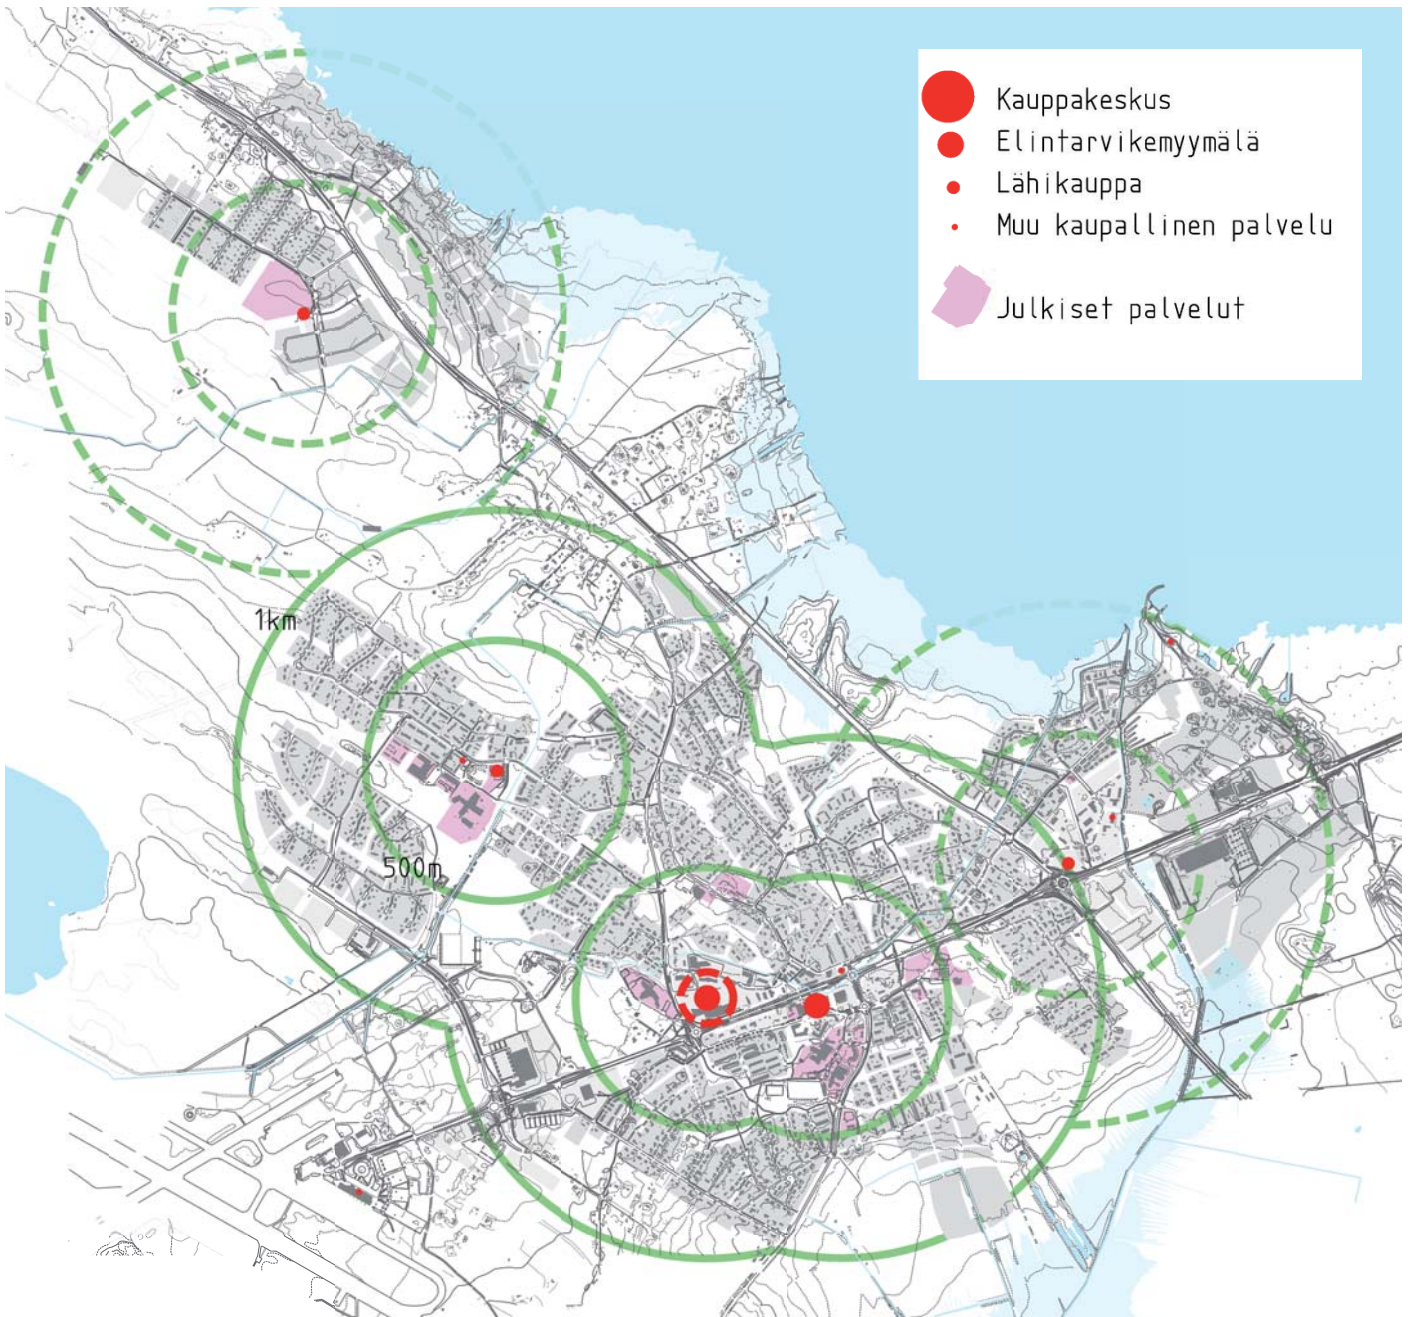 Kauppakeskus
Elintarvikemyymälä
Lähikauppa
Muu kaupallinen palvelu
Julkiset palvelut
1km
500m